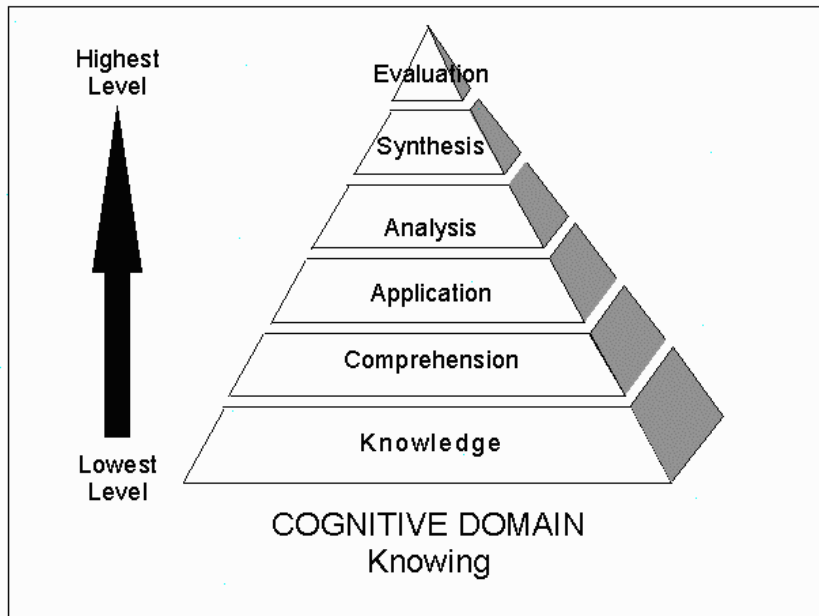 Highest
Level
Evaluation
Synthesis
Analysis
Application
Comprehension
Knowledge
Lowest
Level
COGNITIVE DOMAIN
Knowing